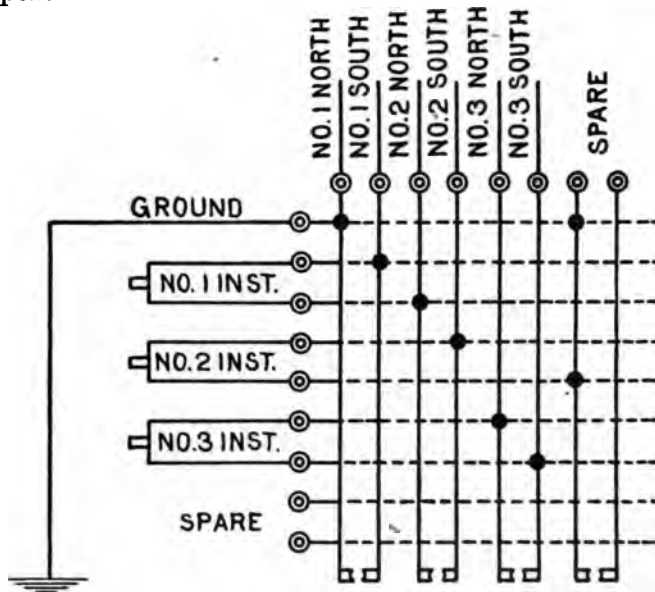 NO.1 NORTH
NO.1 SOUTH
NO.2 NORTH
NO.2 SOUTH
NO.3 NORTH
NO.3 SOUTH
SPARE
GROUND
NO.1 INST.
NO.2 INST.
NO.3 INST.
SPARE